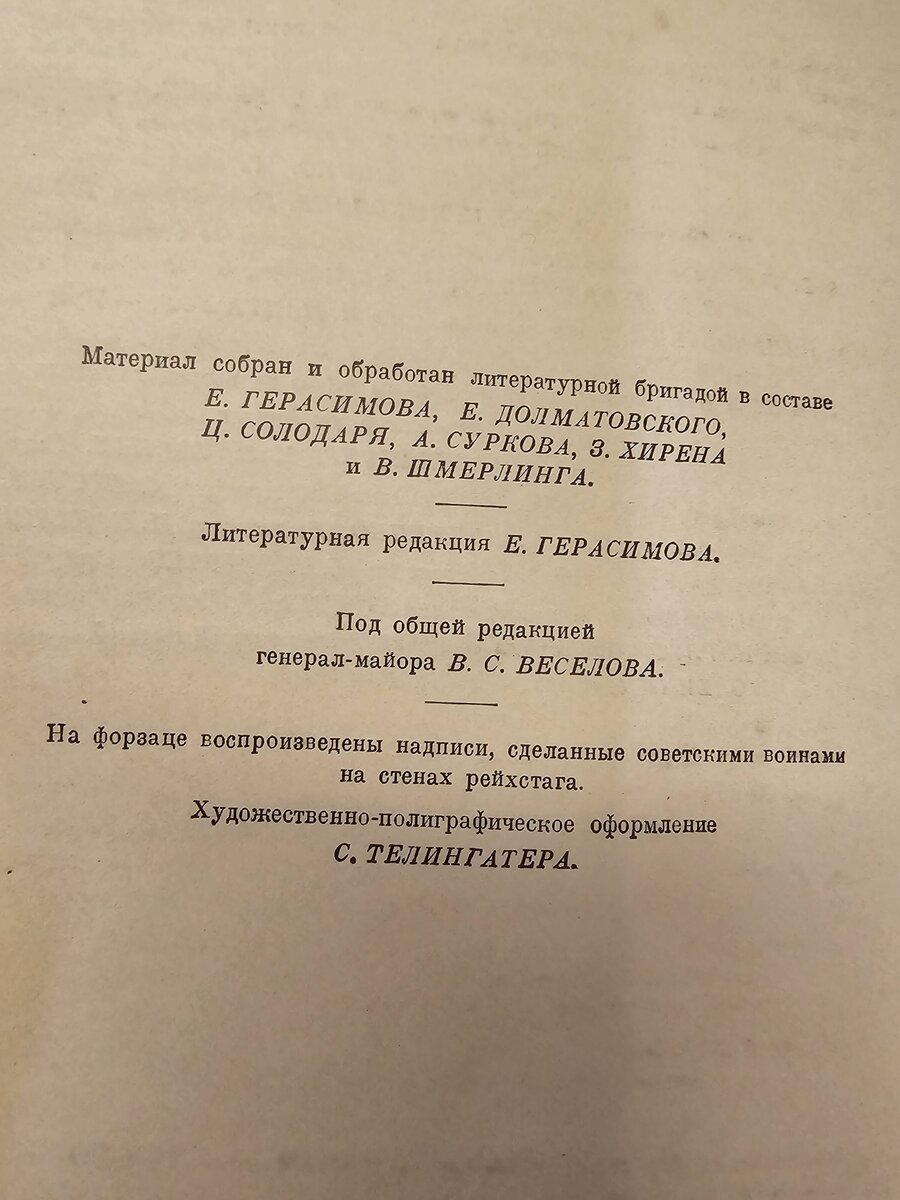 Материал собран и обработан литературной бригадой в составе
Е. ГЕРАСИМОВА, Е. ДОЛМАТОВСКОГО,
Ц. СОЛОДАРЯ, А. СУРКОВА, З. ХИРЕНА
и В. ШМЕРЛИНГА.
Литературная редакция Е. ГЕРАСИМОВА.
Под общей редакцией
генерал-майора В. С. ВЕСЕЛОВА.
На форзаце воспроизведены надписи, сделанные советскими воинами
на стенах рейхстага.
Художественно-полиграфическое оформление
С. ТЕЛИНГАТЕРА.